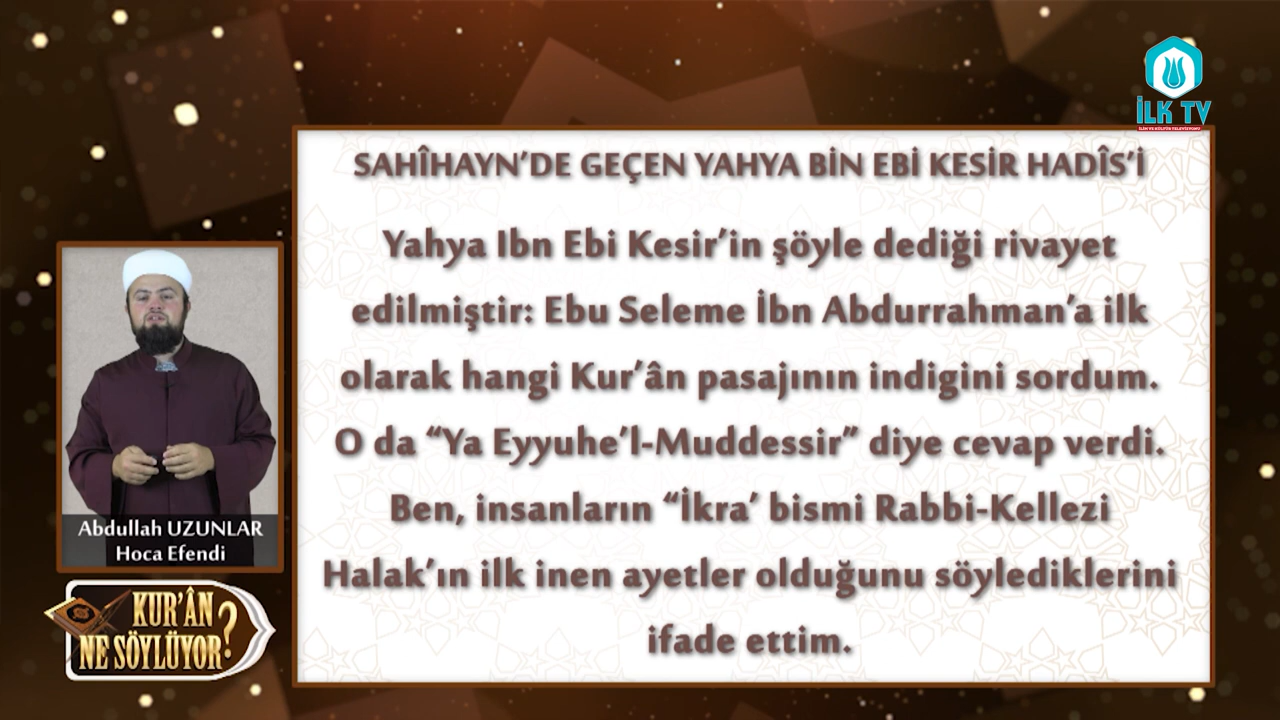 İLK TV
SAHÎHAYN'DE GEÇEN YAHYA BİN EBİ KESİR HADÎS'İ
Yahya Ibn Ebi Kesir'in şöyle dediği rivayet
edilmiştir: Ebu Seleme İbn Abdurrahman'a ilk
olarak hangi Kur'ân pasajının indigini sordum.
O da “Ya Eyyuhe'l-Muddessir” diye cevap verdi.
Ben, insanların “İkra' bismi Rabbi-Kellezi
Halak'ın ilk inen ayetler olduğunu söylediklerini
ifade ettim.
Abdullah UZUNLAR
Hoca Efendi
KUR'ÂN
NE SÖYLÜYOR?